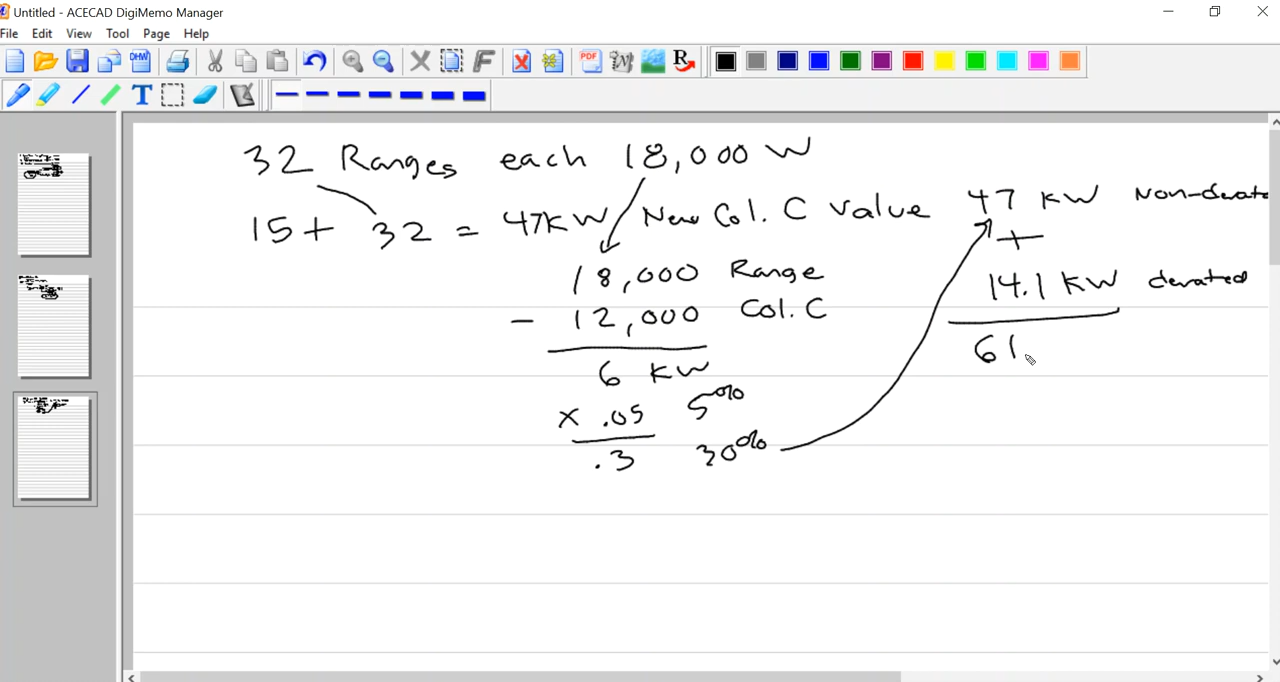 Untitled - ACECAD DigiMemo Manager
File Edit View Tool Page Help
32 Ranges each 18,000 W
15 + 32 = 47KW New Col. C Value
47 KW Non-derate
+
14.1 KW derated
61.
18,000 Range
- 12,000 Col. C
6 KW
x .05 5%
.3 30%